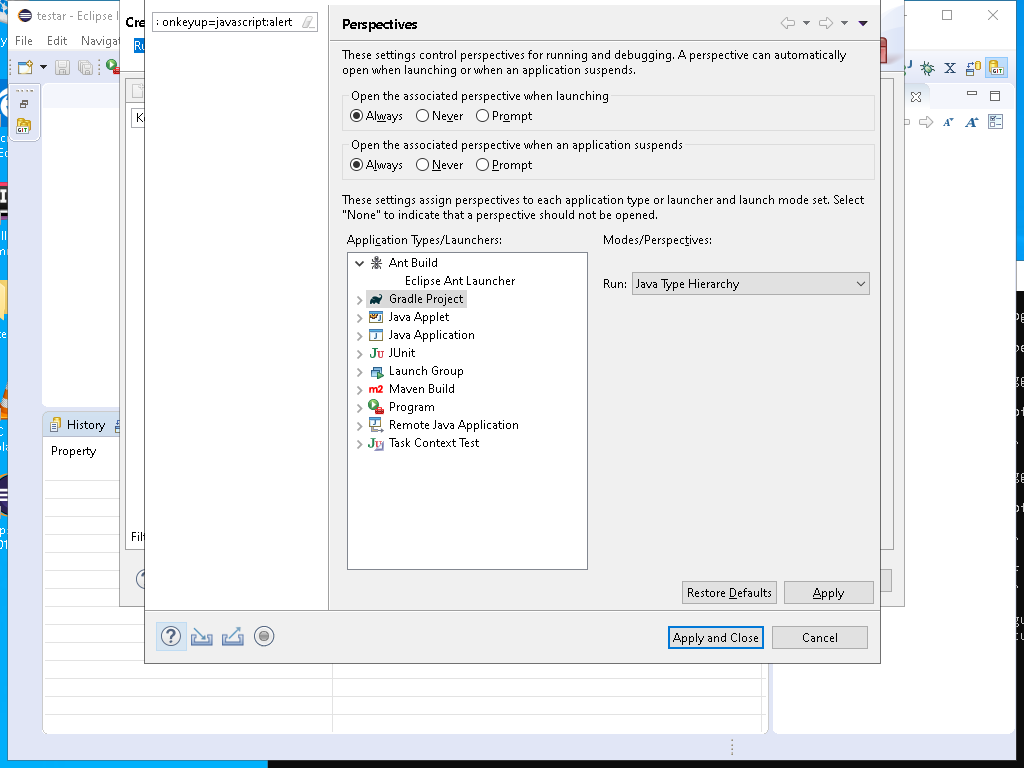 testar - Eclipse I
File Edit Navigat
Cre
Ru
: onkeyup=javascript:alert
Perspectives
These settings control perspectives for running and debugging. A perspective can automatically
open when launching or when an application suspends.
Open the associated perspective when launching
Always Never Prompt
Open the associated perspective when an application suspends
Always Never Prompt
These settings assign perspectives to each application type or launcher and launch mode set. Select
"None" to indicate that a perspective should not be opened.
Application Types/Launchers:
Modes/Perspectives:
Ant Build
Eclipse Ant Launcher
Gradle Project
Java Applet
Java Application
JUnit
Launch Group
Maven Build
Program
Remote Java Application
Task Context Test
Run: Java Type Hierarchy
History
Property
Filt
Restore Defaults Apply
Apply and Close Cancel